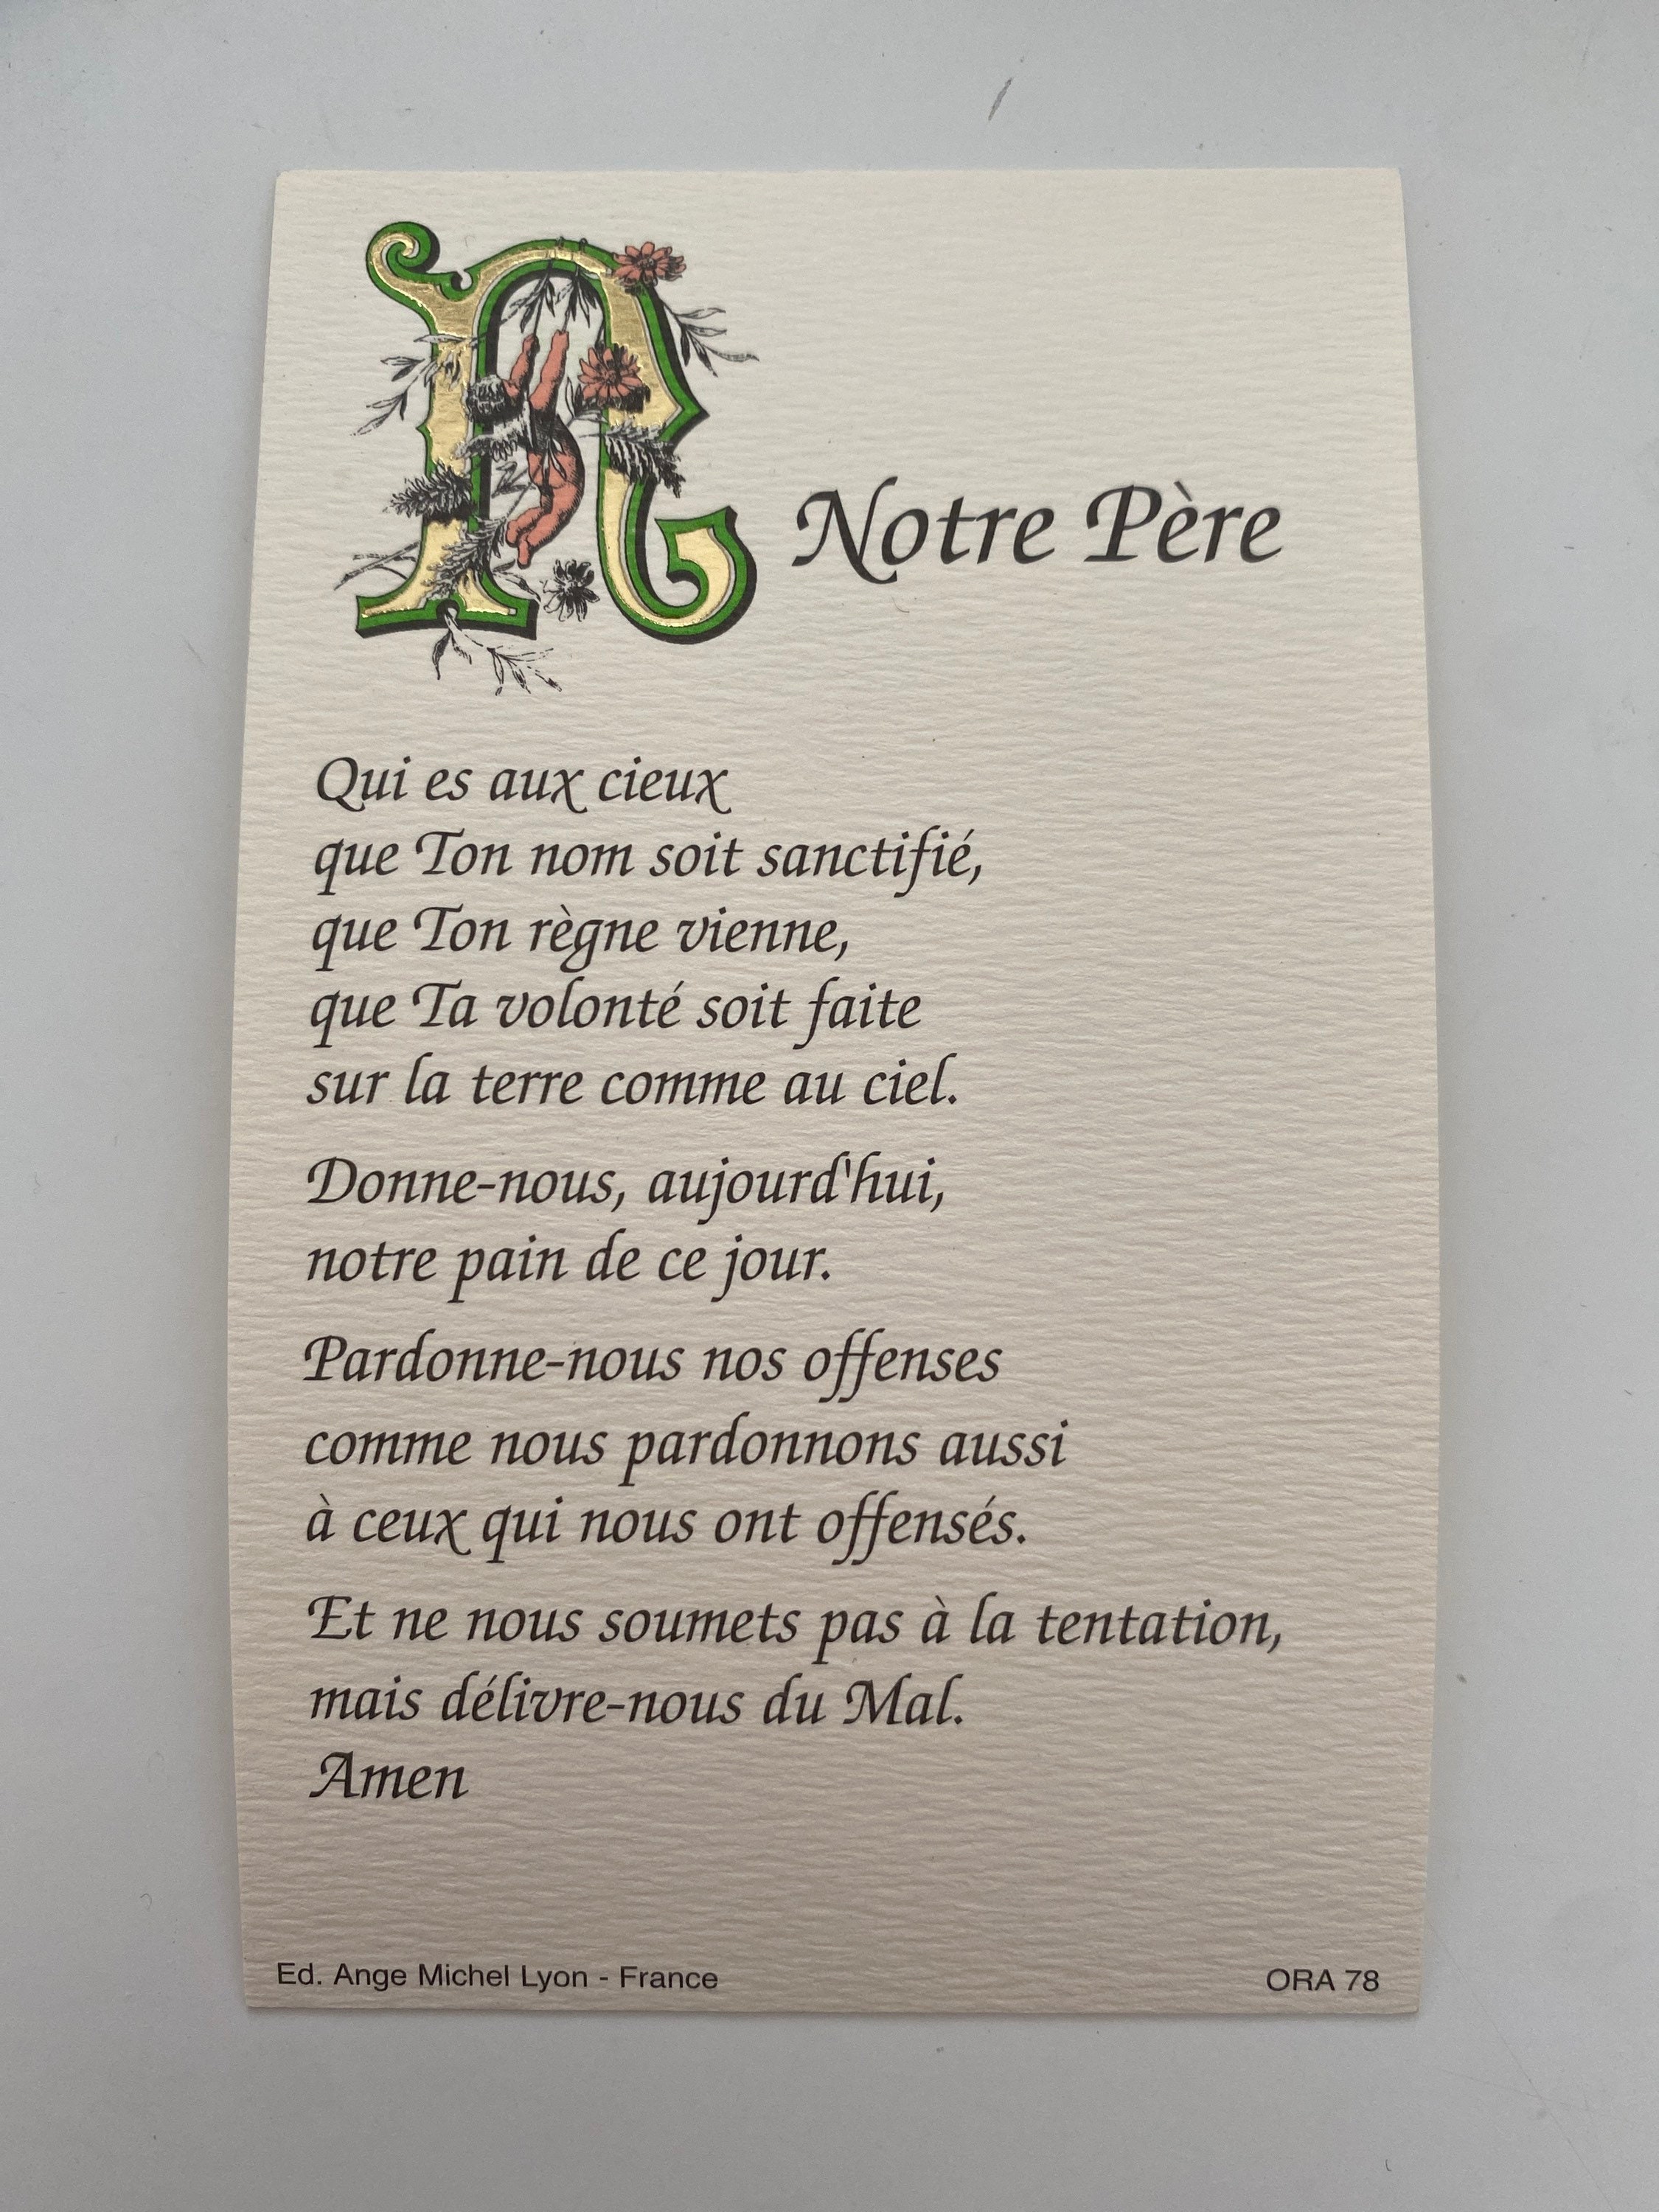 N
Notre Père
Qui es aux cieux
que Ton nom soit sanctifié,
que Ton règne vienne,
que Ta volonté soit faite
sur la terre comme au ciel.
Donne-nous, aujourd'hui,
notre pain de ce jour.
Pardonne-nous nos offenses
comme nous pardonnons aussi
à ceux qui nous ont offensés.
Et ne nous soumets pas à la tentation,
mais délivre-nous du Mal.
Amen
Ed. Ange Michel Lyon - France
ORA 78